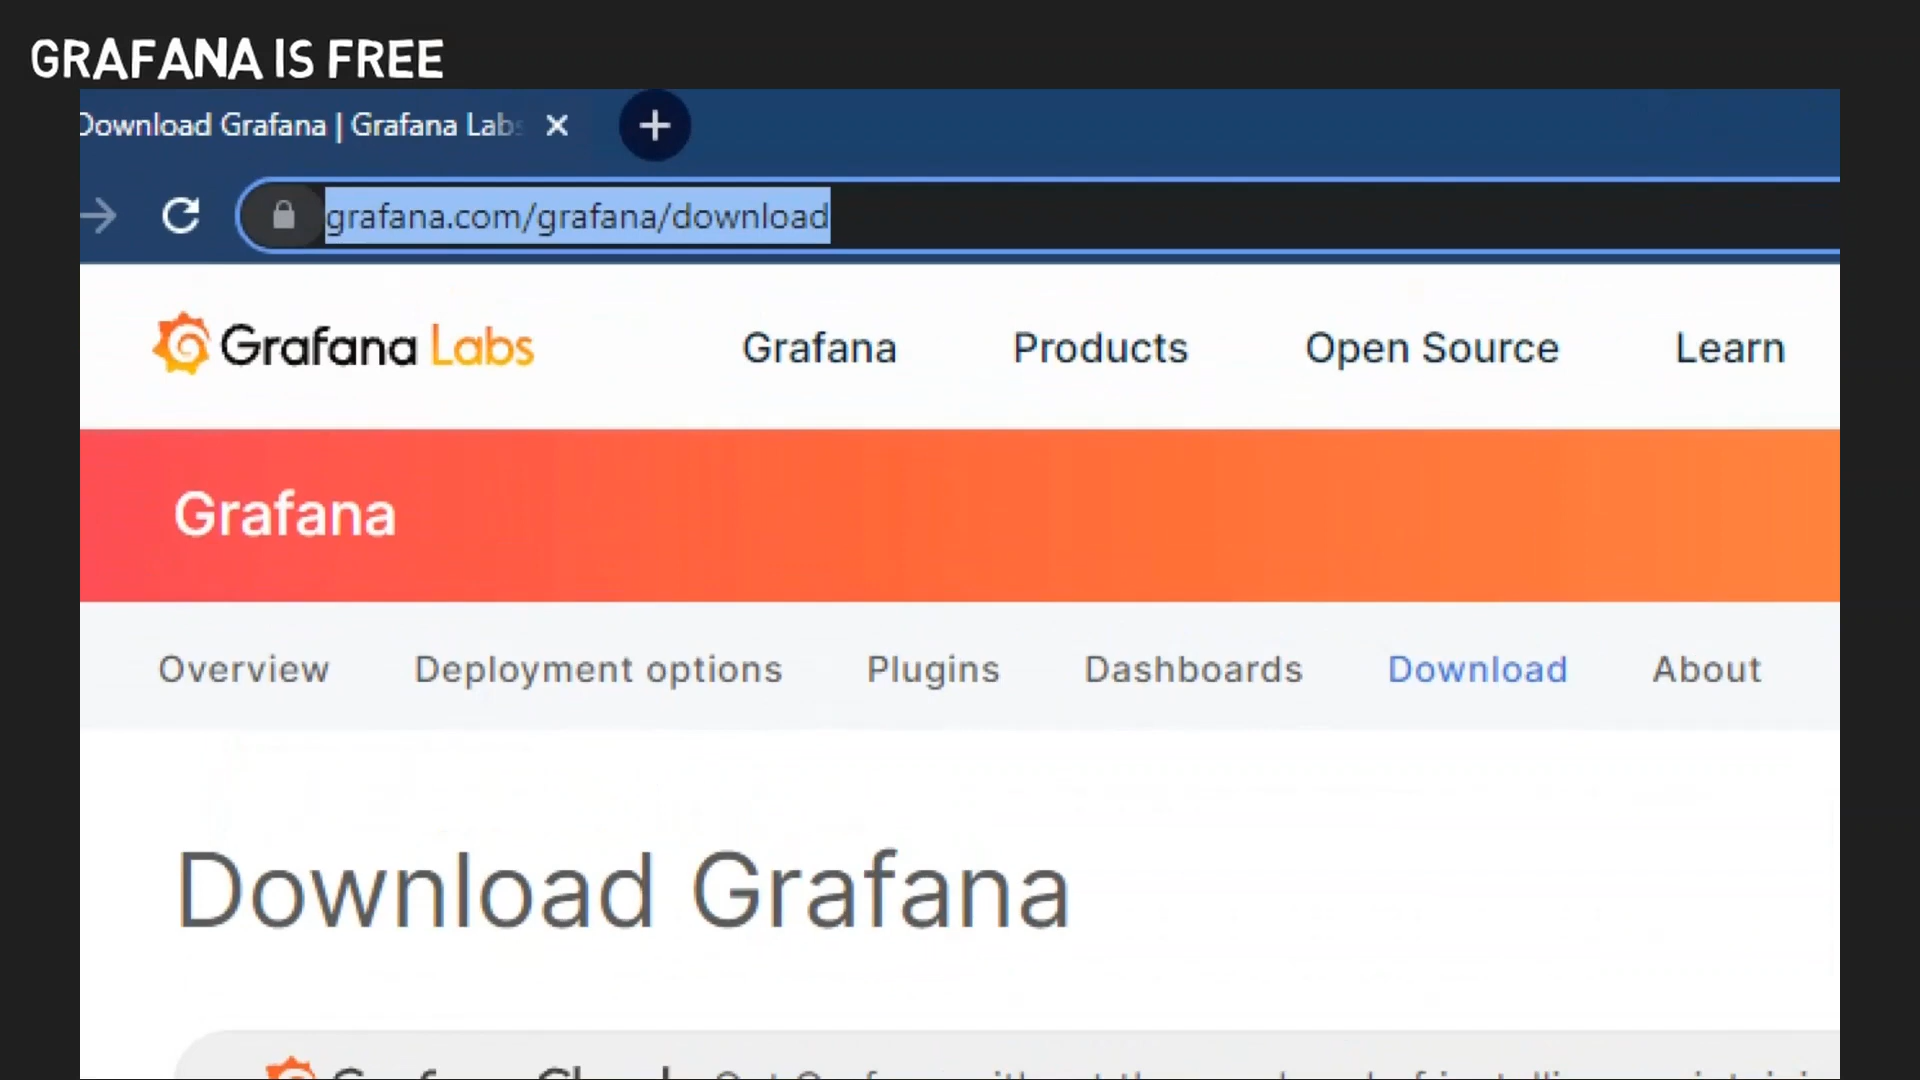 GRAFANA IS FREE
Download Grafana | Grafana Labs
grafana.com/grafana/download
Grafana Labs Grafana Products Open Source Learn
Grafana
Overview Deployment options Plugins Dashboards Download About
Download Grafana